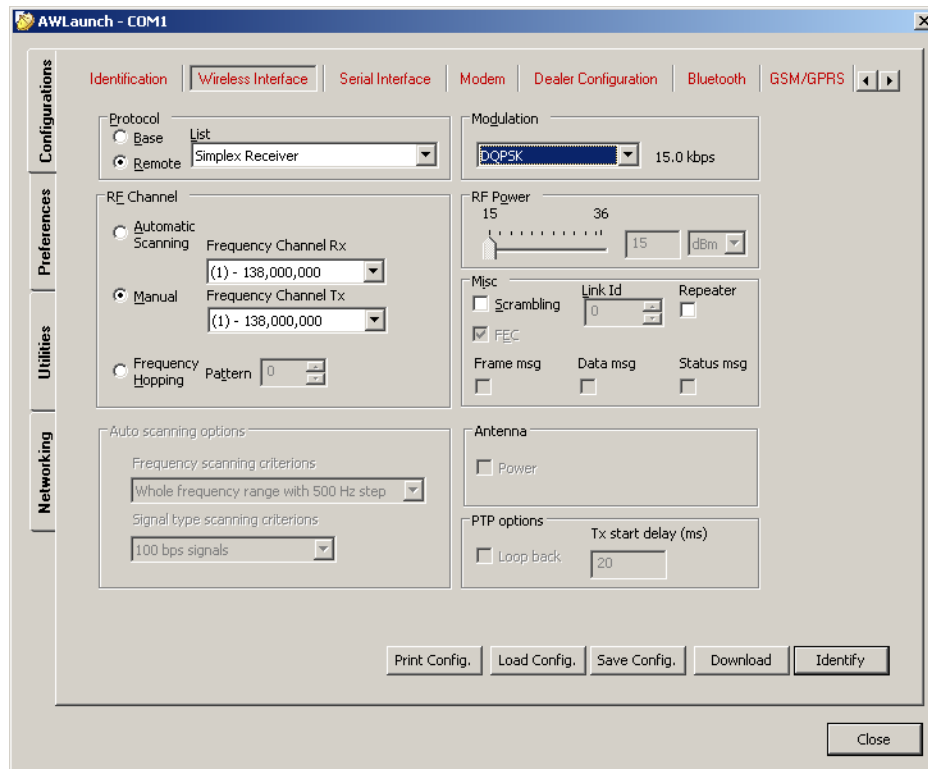 AWLaunch - COM1
Configurations
Preferences
Utilities
Networking
Identification Wireless Interface Serial Interface Modem Dealer Configuration Bluetooth GSM/GPRS
Protocol
Base
Remote
List
Simplex Receiver
Modulation
DQPSK 15.0 kbps
RF Channel
Automatic
Scanning
Frequency Channel Rx
(1) - 138,000,000
Manual
Frequency Channel Tx
(1) - 138,000,000
Frequency
Hopping
Pattern 0
RF Power
15 36
15 dBm
Misc
Scrambling
Link Id
0
Repeater
FEC
Frame msg Data msg Status msg
Auto scanning options
Frequency scanning criterions
Whole frequency range with 500 Hz step
Signal type scanning criterions
100 bps signals
Antenna
Power
PTP options
Loop back
Tx start delay (ms)
20
Print Config. Load Config. Save Config. Download Identify
Close